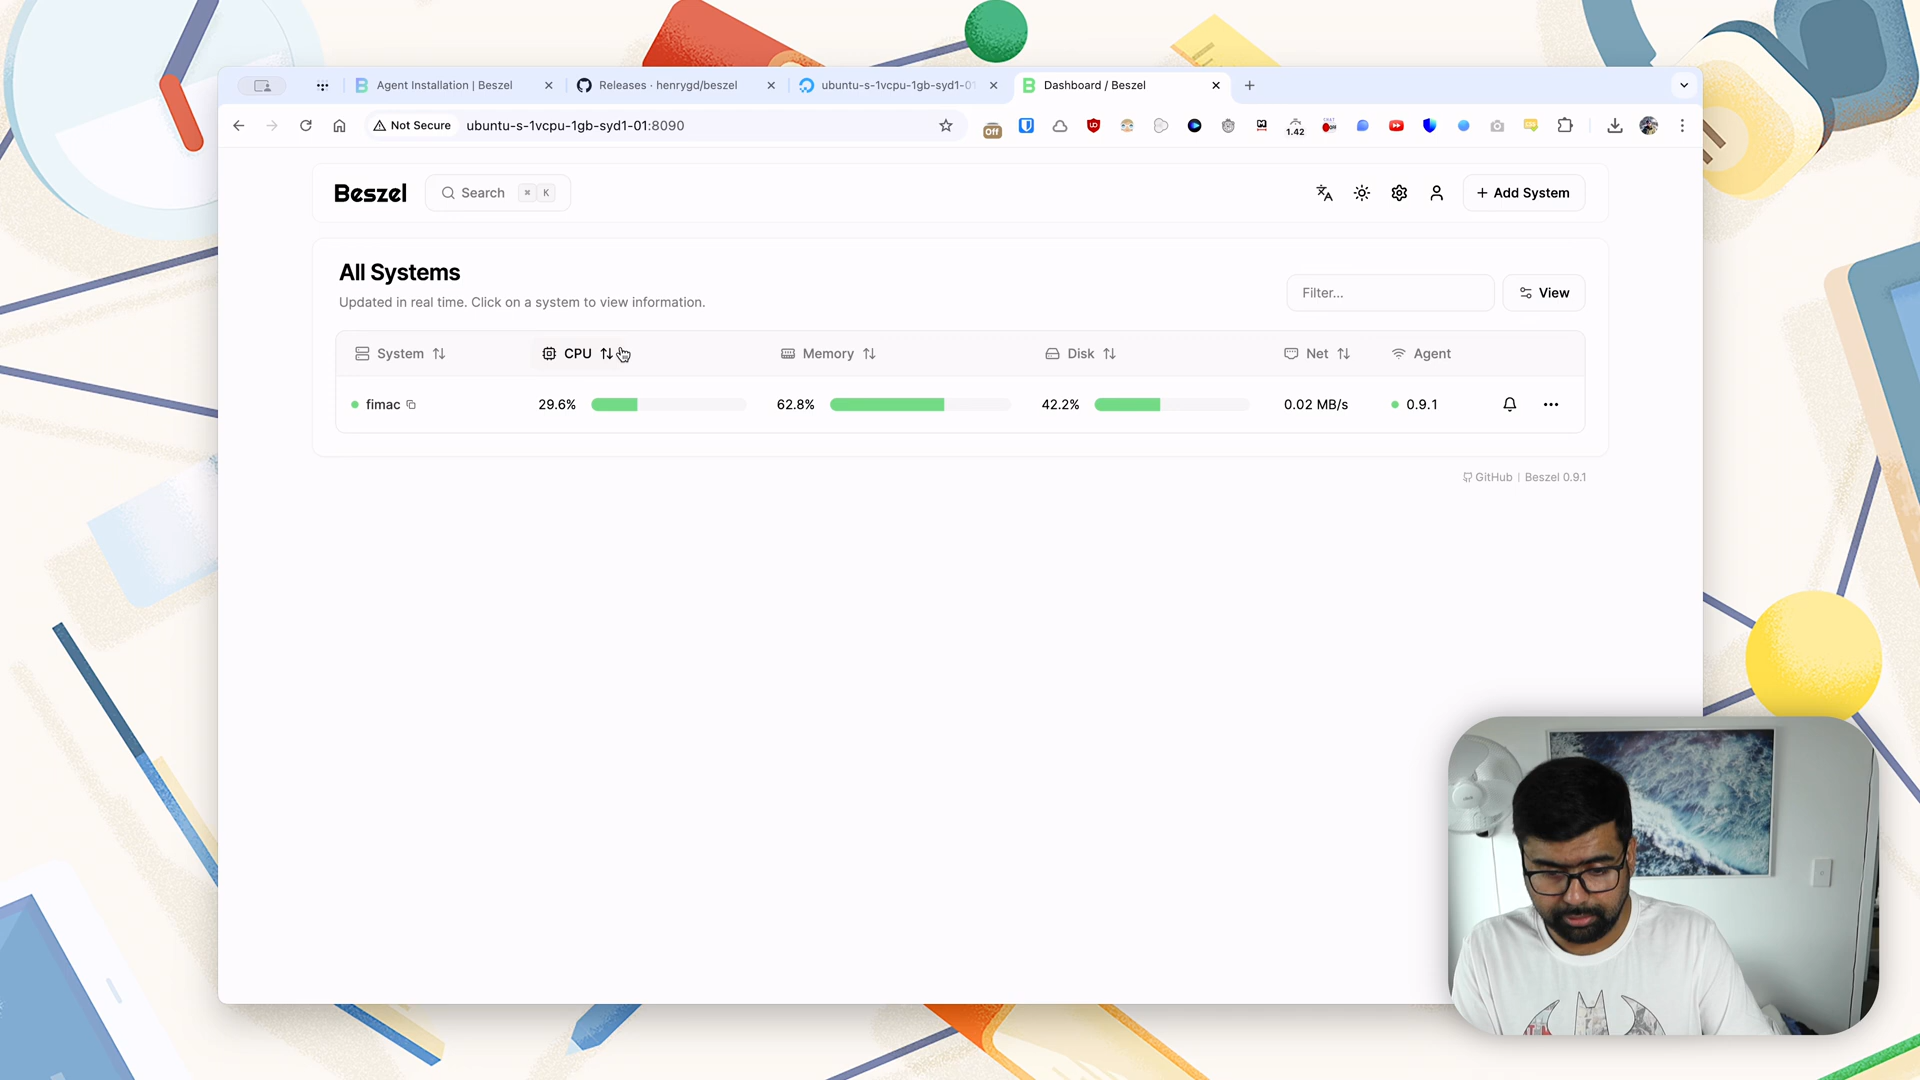 Agent Installation | Beszel
Releases · henrygd/beszel
ubuntu-s-1vcpu-1gb-syd1-01
Dashboard / Beszel
Not Secure
ubuntu-s-1vcpu-1gb-syd1-01:8090
Off
1.42
Beszel
Search ⌘ K
+ Add System
All Systems
Updated in real time. Click on a system to view information.
Filter...
View
System
CPU
Memory
Disk
Net
Agent
fimac
29.6%
62.8%
42.2%
0.02 MB/s
0.9.1
GitHub | Beszel 0.9.1